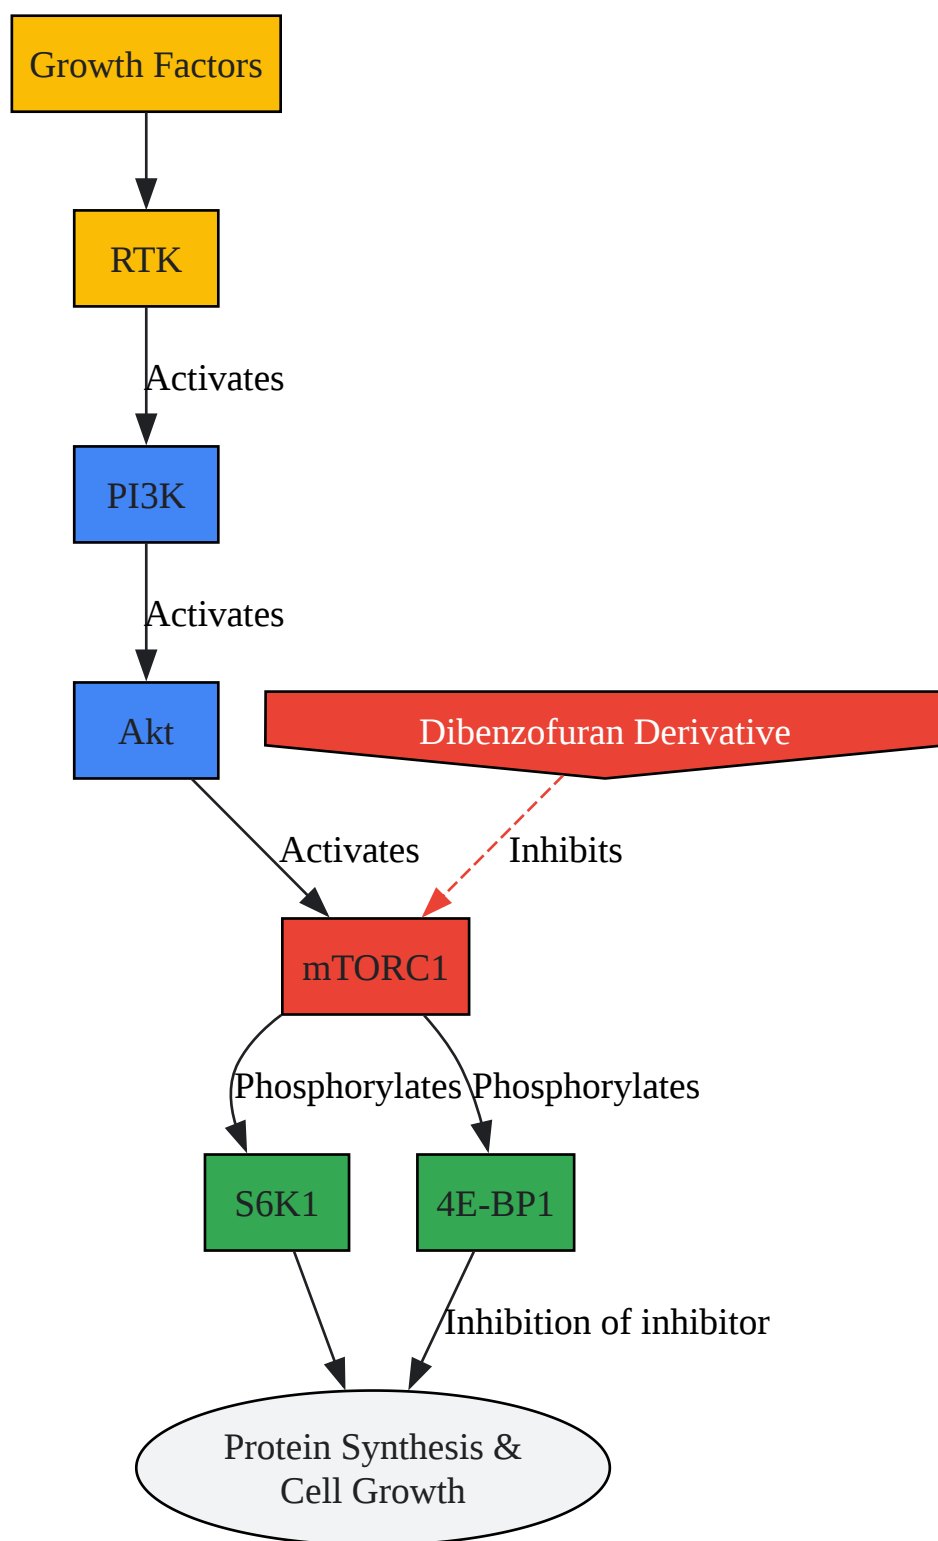 Growth Factors
RTK
Activates
PI3K
Activates
Akt
Dibenzofuran Derivative
Activates
Inhibits
mTORC1
Phosphorylates
Phosphorylates
S6K1
4E-BP1
Inhibition of inhibitor
Protein Synthesis &
Cell Growth